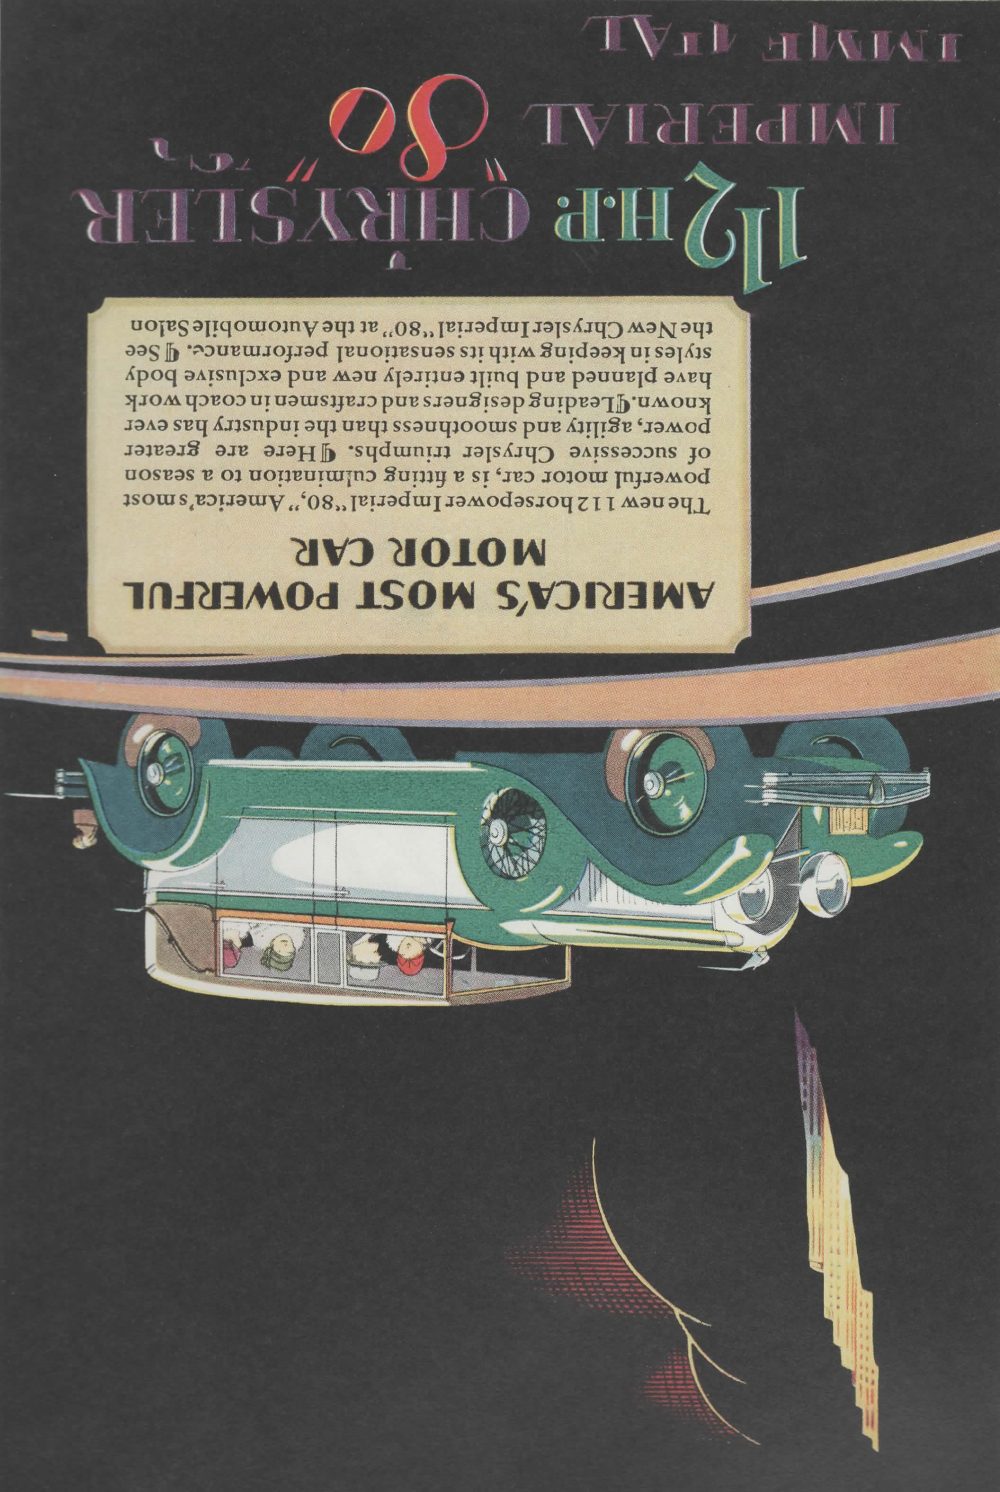 AMERICA'S MOST POWERFUL
MOTOR CAR
The new 112 horsepower Imperial "80," America's most
powerful motor car, is a fitting culmination to a season
of successive Chrysler triumphs. ¶ Here are greater
power, agility and smoothness than the industry has ever
known. ¶ Leading designers and craftsmen in coach work
have planned and built entirely new and exclusive body
styles in keeping with its sensational performance. ¶ See
the New Chrysler Imperial "80" at the Automobile Salon
112 H.P. CHRYSLER
IMPERIAL "80"